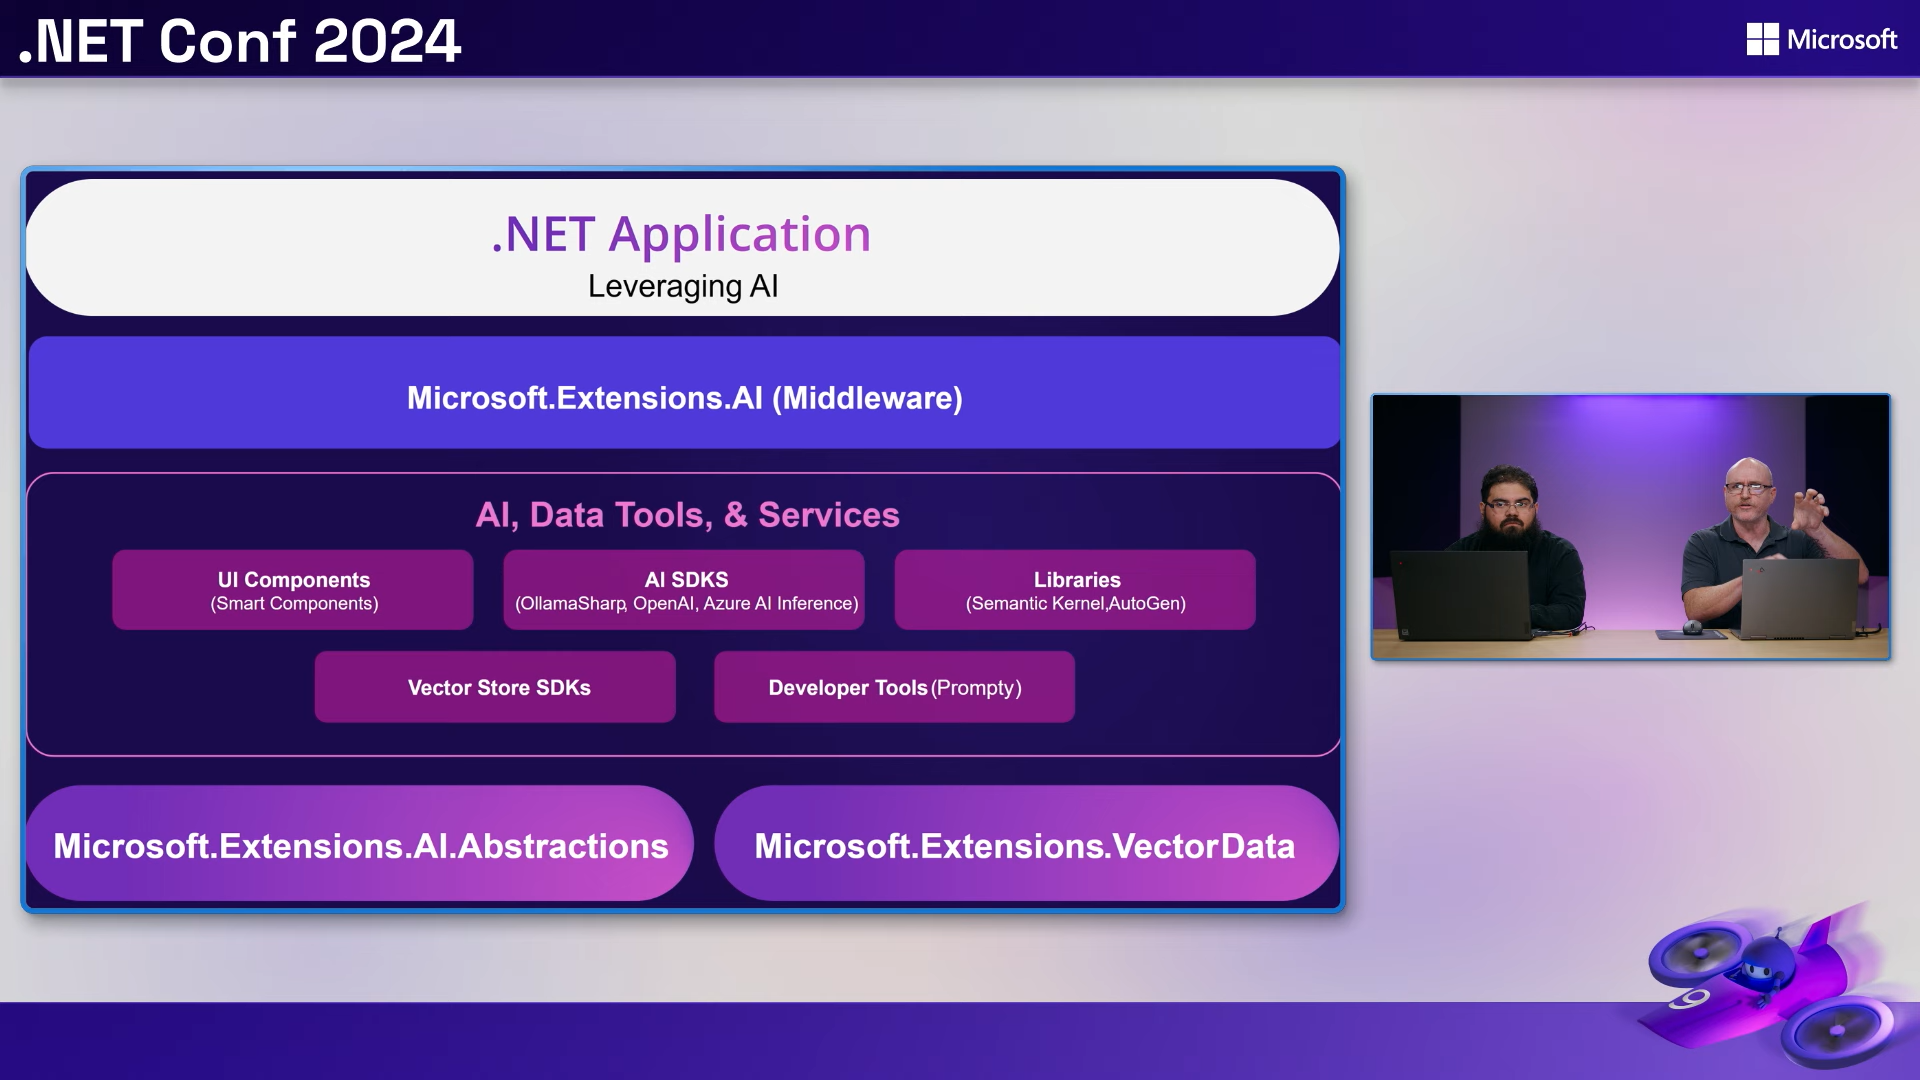 .NET Conf 2024
Microsoft
.NET Application
Leveraging AI
Microsoft.Extensions.AI (Middleware)
AI, Data Tools, & Services
UI Components
(Smart Components)
AI SDKS
(OllamaSharp, OpenAI, Azure AI Inference)
Libraries
(Semantic Kernel,AutoGen)
Vector Store SDKs
Developer Tools (Prompty)
Microsoft.Extensions.AI.Abstractions
Microsoft.Extensions.VectorData
9